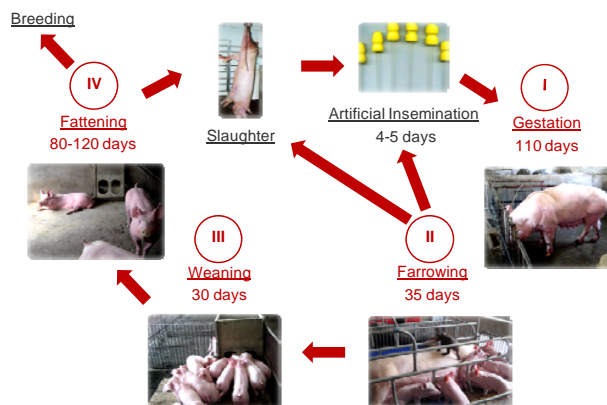 Breeding
IV
Fattening
80-120 days
Slaughter
Artificial Insemination
4-5 days
I
Gestation
110 days
III
Weaning
30 days
II
Farrowing
35 days